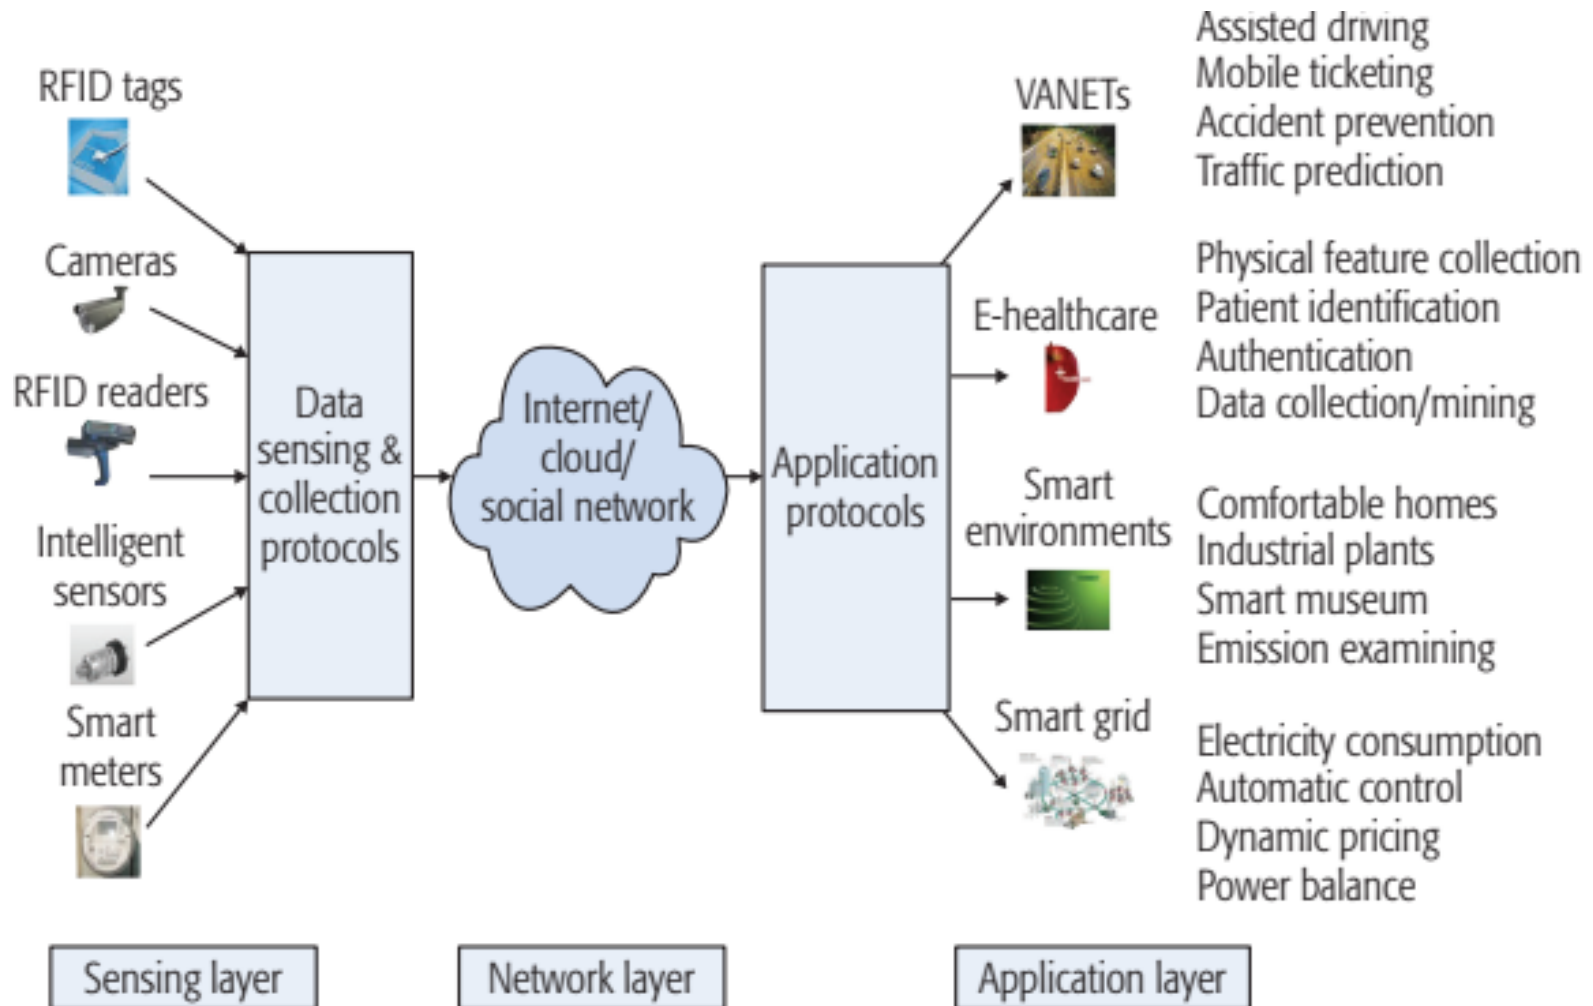 RFID tags
Cameras
RFID readers
Intelligent
sensors
Smart
meters
Data
sensing &
collection
protocols
Internet/
cloud/
social network
Application
protocols
VANETs
Assisted driving
Mobile ticketing
Accident prevention
Traffic prediction
E-healthcare
Physical feature collection
Patient identification
Authentication
Data collection/mining
Smart
environments
Comfortable homes
Industrial plants
Smart museum
Emission examining
Smart grid
Electricity consumption
Automatic control
Dynamic pricing
Power balance
Sensing layer
Network layer
Application layer